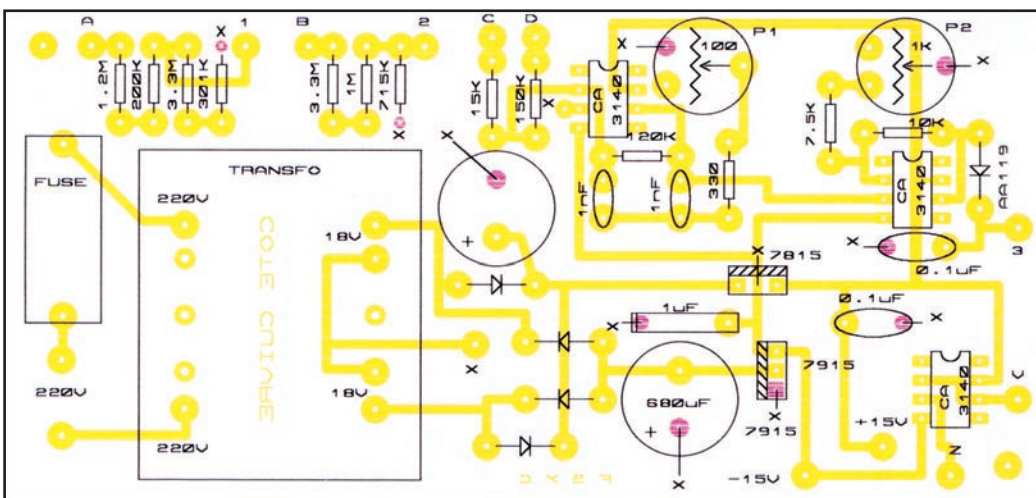 A 1 B 2 C D
X
P1
P2
X
100
1K
X
1.2M
200K
3.3M
301K
3.3M
1M
715K
15K
150K
X
CA
3140
7.5K
10K
X
X
120K
FUSE
TRANSFO
220V
18V
+
1nF
1nF
330
CA
3140
AA119
X
X
7815
3
0.1uF
COTE CUIVRE
1uF
X
0.1uF
X
220V
220V
18V
X
680uF
+
X
7915
X
7915
CA
3140
V
+15V
-15V
N
X
F 5 Y C